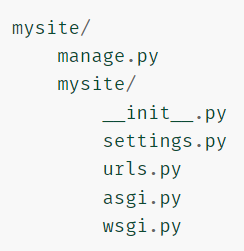 mysite/
    manage.py
    mysite/
        __init__.py
        settings.py
        urls.py
        asgi.py
        wsgi.py